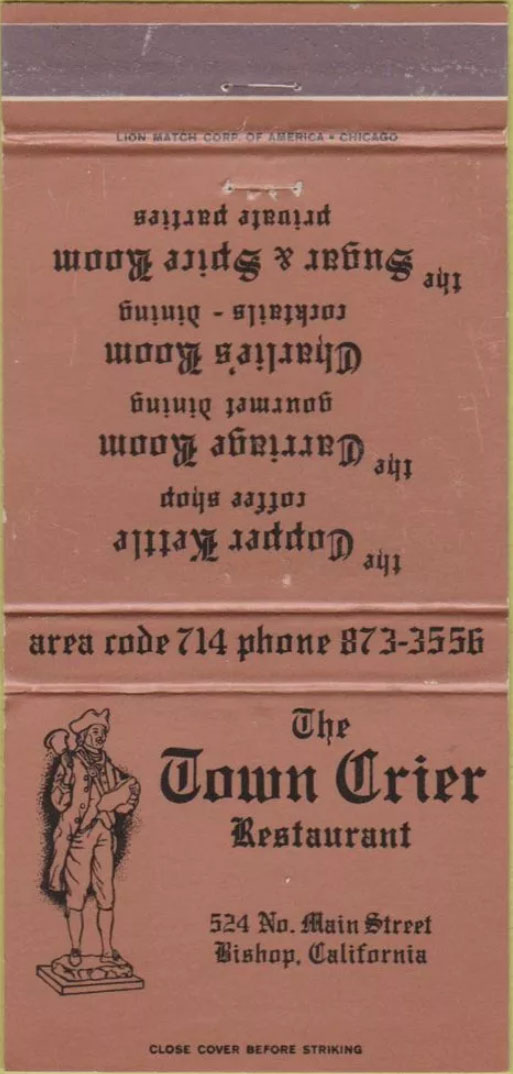 LION MATCH CORP. OF AMERICA • CHICAGO
the Copper Kettle
coffee shop
the Carriage Room
gourmet dining
Charlie's Room
cocktails - dining
the Sugar & Spice Room
private parties
area code 714 phone 873-3556
The
Town Crier
Restaurant
524 No. Main Street
Bishop, California
CLOSE COVER BEFORE STRIKING